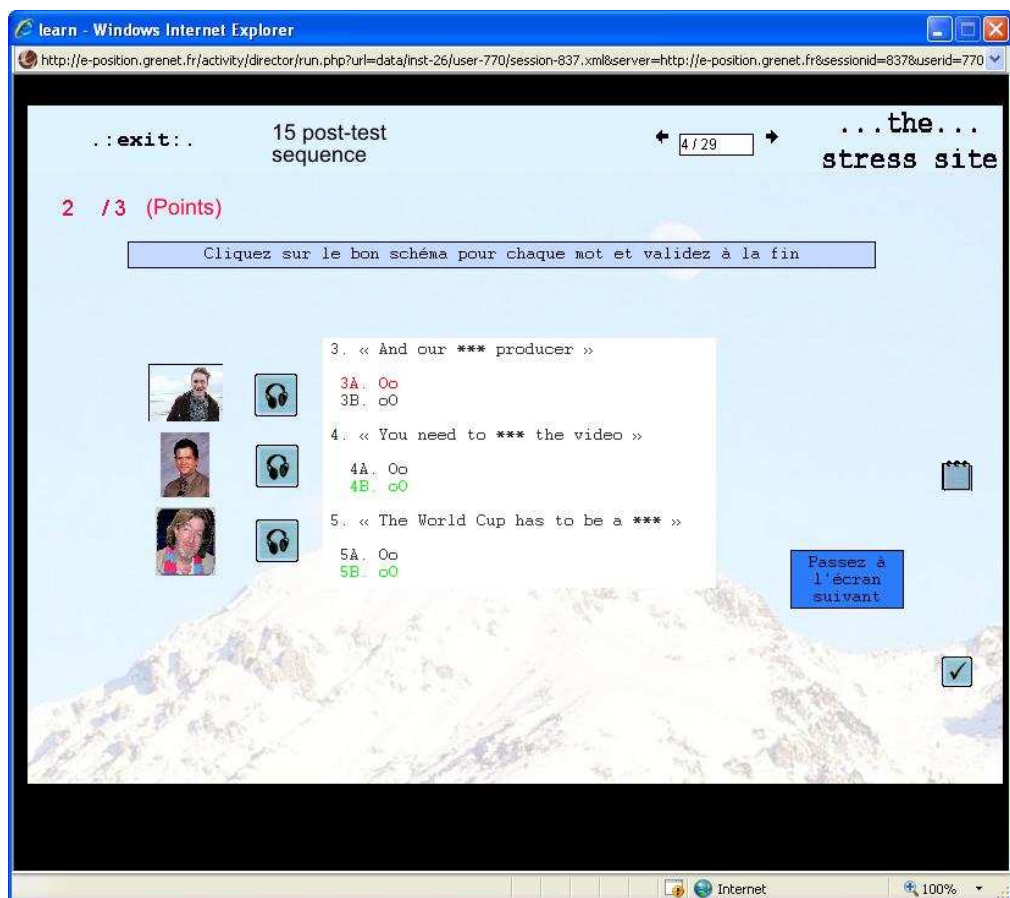 learn - Windows Internet Explorer
http://e-position.grenet.fr/activity/director/run.php?url=data/inst-26/user-770/session-837.xml&server=http://e-position.grenet.fr&sessionid=837&userid=770
.:exit:.
15 post-test
sequence
4 / 29
...the...
stress site
2 / 3 (Points)
Cliquez sur le bon schéma pour chaque mot et validez à la fin
3. « And our *** producer »
3A. Oo
3B. oO
4. « You need to *** the video »
4A. Oo
4B. oO
5. « The World Cup has to be a *** »
5A. Oo
5B. oO
Passez à
l'écran
suivant
Internet
100%